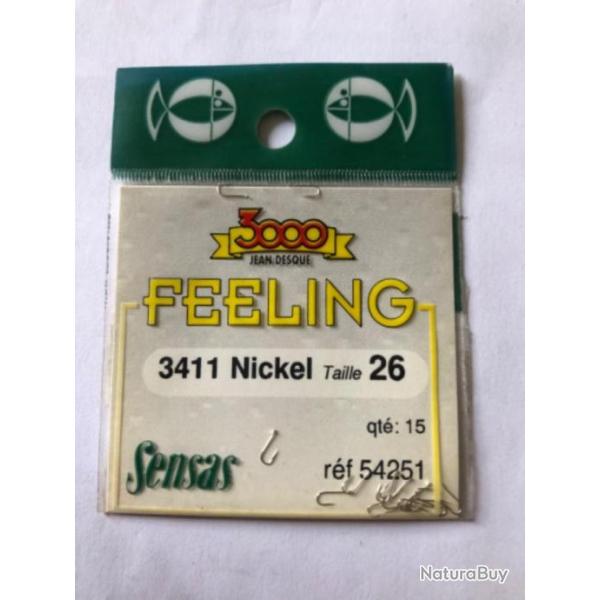 3000
JEAN DESQUE
FEELING
3411 Nickel Taille 26
qté: 15
Sensas
réf 54251
NaturaBuy